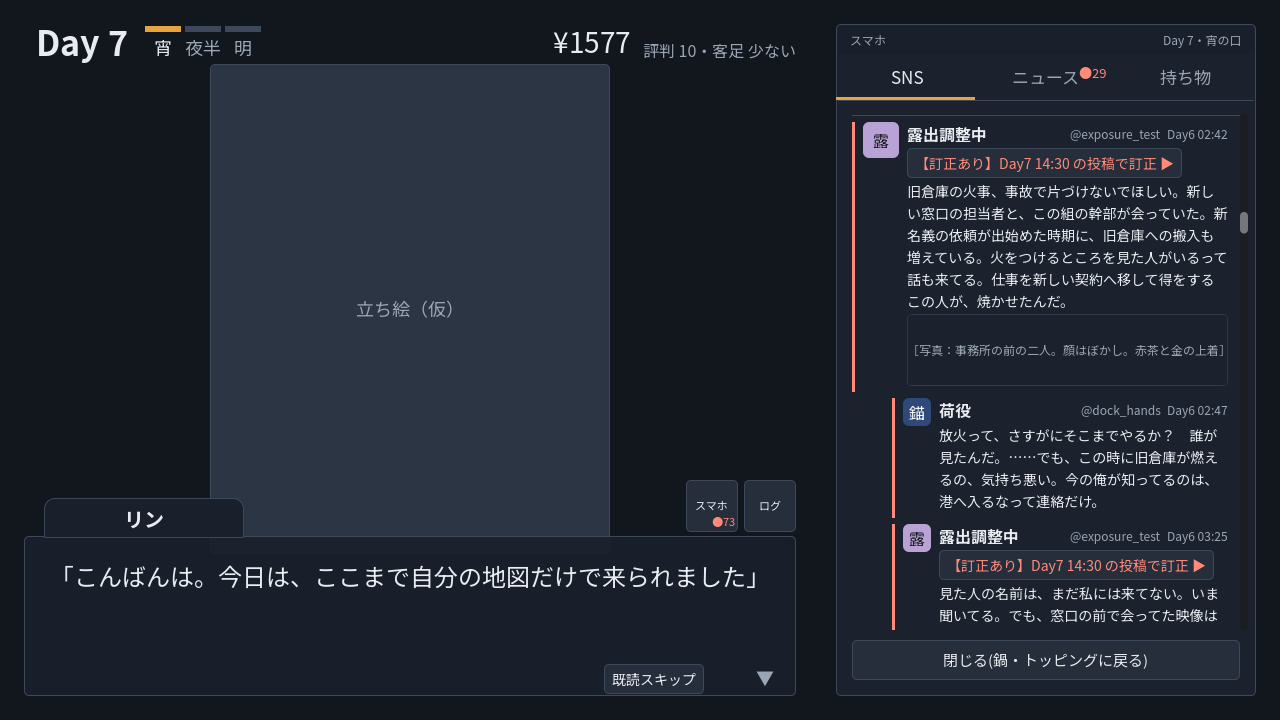 Day 7
宵 夜半 明
¥1577
評判 10・客足 少ない
立ち絵（仮）
スマホ
●73
ログ
リン
「こんばんは。今日は、ここまで自分の地図だけで来られました」
既読スキップ
▼
スマホ
Day 7・宵の口
SNS
ニュース●29
持ち物
露
露出調整中
@exposure_test Day6 02:42
【訂正あり】Day7 14:30 の投稿で訂正 ▶
旧倉庫の火事、事故で片づけないでほしい。新し
い窓口の担当者と、この組の幹部が会っていた。新
名義の依頼が出始めた時期に、旧倉庫への搬入も
増えている。火をつけるところを見た人がいるって
話も来てる。仕事を新しい契約へ移して得をする
この人が、焼かせたんだ。
［写真：事務所の前の二人。顔はぼかし。赤茶と金の上着］
錨
荷役
@dock_hands Day6 02:47
放火って、さすがにそこまでやるか？　誰が
見たんだ。……でも、この時に旧倉庫が燃え
るの、気持ち悪い。今の俺が知ってるのは、
港へ入るなって連絡だけ。
露
露出調整中
@exposure_test Day6 03:25
【訂正あり】Day7 14:30 の投稿で訂正 ▶
見た人の名前は、まだ私には来てない。いま
聞いてる。でも、窓口の前で会ってた映像は
閉じる(鍋・トッピングに戻る)